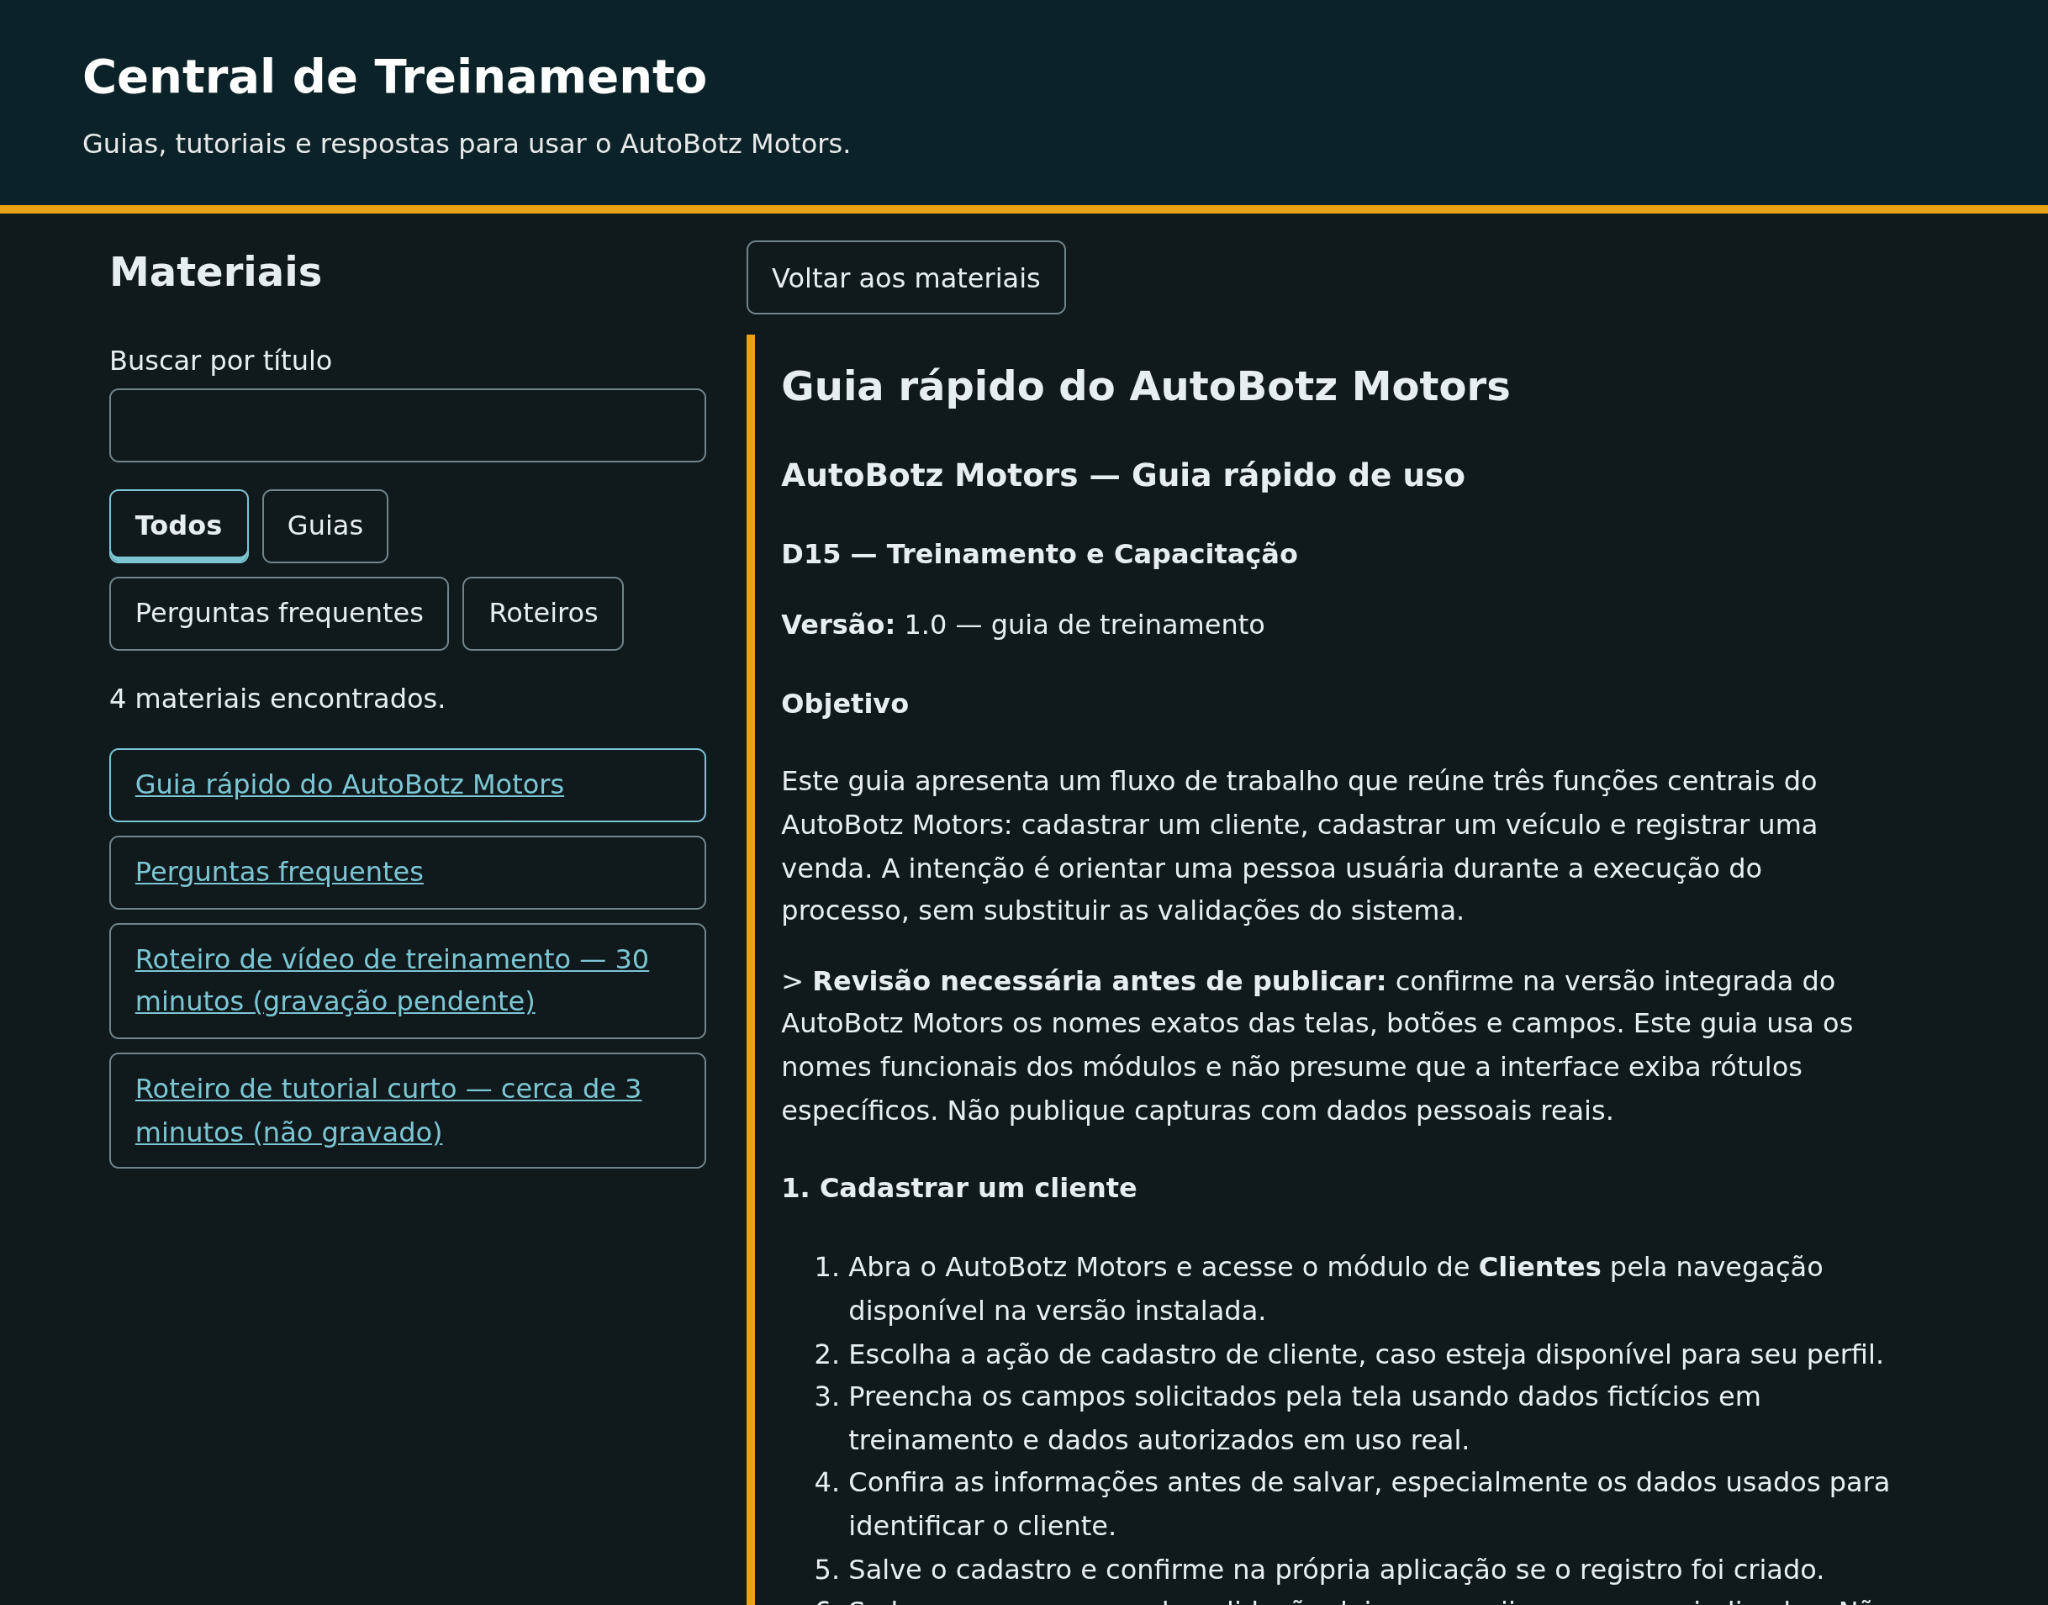 Central de Treinamento
Guias, tutoriais e respostas para usar o AutoBotz Motors.
Materiais
Buscar por título
Todos
Guias
Perguntas frequentes
Roteiros
4 materiais encontrados.
Guia rápido do AutoBotz Motors
Perguntas frequentes
Roteiro de vídeo de treinamento — 30
minutos (gravação pendente)
Roteiro de tutorial curto — cerca de 3
minutos (não gravado)
Voltar aos materiais
Guia rápido do AutoBotz Motors
AutoBotz Motors — Guia rápido de uso
D15 — Treinamento e Capacitação
Versão: 1.0 — guia de treinamento
Objetivo
Este guia apresenta um fluxo de trabalho que reúne três funções centrais do
AutoBotz Motors: cadastrar um cliente, cadastrar um veículo e registrar uma
venda. A intenção é orientar uma pessoa usuária durante a execução do
processo, sem substituir as validações do sistema.
> Revisão necessária antes de publicar: confirme na versão integrada do
AutoBotz Motors os nomes exatos das telas, botões e campos. Este guia usa os
nomes funcionais dos módulos e não presume que a interface exiba rótulos
específicos. Não publique capturas com dados pessoais reais.
1. Cadastrar um cliente
1. Abra o AutoBotz Motors e acesse o módulo de Clientes pela navegação
disponível na versão instalada.
2. Escolha a ação de cadastro de cliente, caso esteja disponível para seu perfil.
3. Preencha os campos solicitados pela tela usando dados fictícios em
treinamento e dados autorizados em uso real.
4. Confira as informações antes de salvar, especialmente os dados usados para
identificar o cliente.
5. Salve o cadastro e confirme na própria aplicação se o registro foi criado.